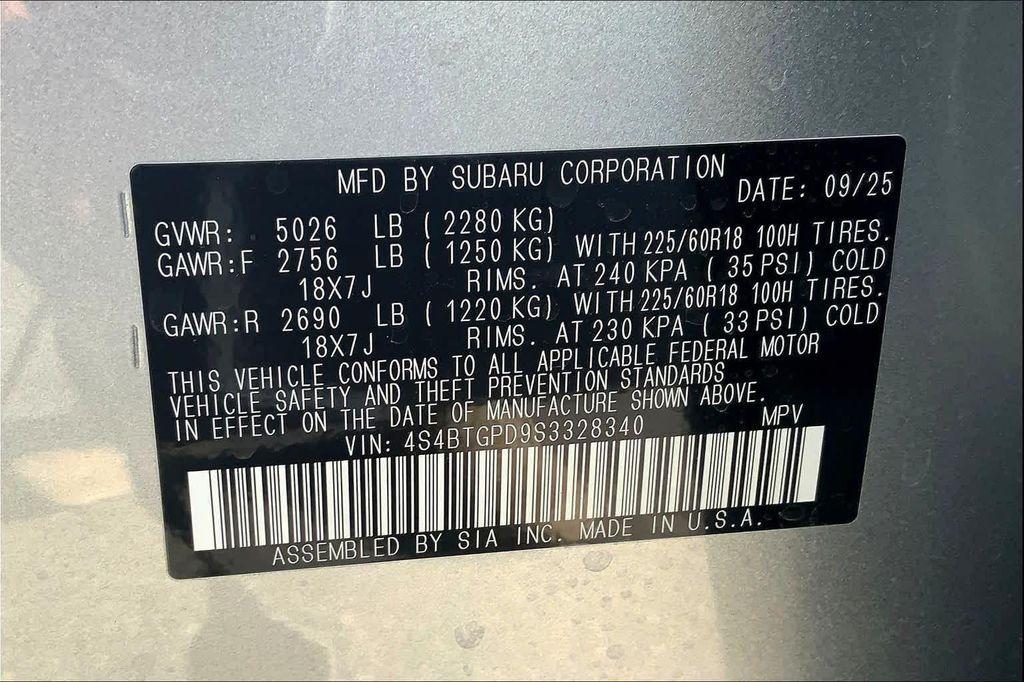 MFD BY SUBARU CORPORATION DATE: 09/25
GVWR: 5026 LB ( 2280 KG)
GAWR:F 2756 LB ( 1250 KG) WITH 225/60R18 100H TIRES.
18X7J RIMS. AT 240 KPA ( 35 PSI) COLD
GAWR:R 2690 LB ( 1220 KG) WITH 225/60R18 100H TIRES.
18X7J RIMS. AT 230 KPA ( 33 PSI) COLD
THIS VEHICLE CONFORMS TO ALL APPLICABLE FEDERAL MOTOR
VEHICLE SAFETY AND THEFT PREVENTION STANDARDS
IN EFFECT ON THE DATE OF MANUFACTURE SHOWN ABOVE.
VIN: 4S4BTGPD9S3328340 MPV
ASSEMBLED BY SIA INC. MADE IN U.S.A.